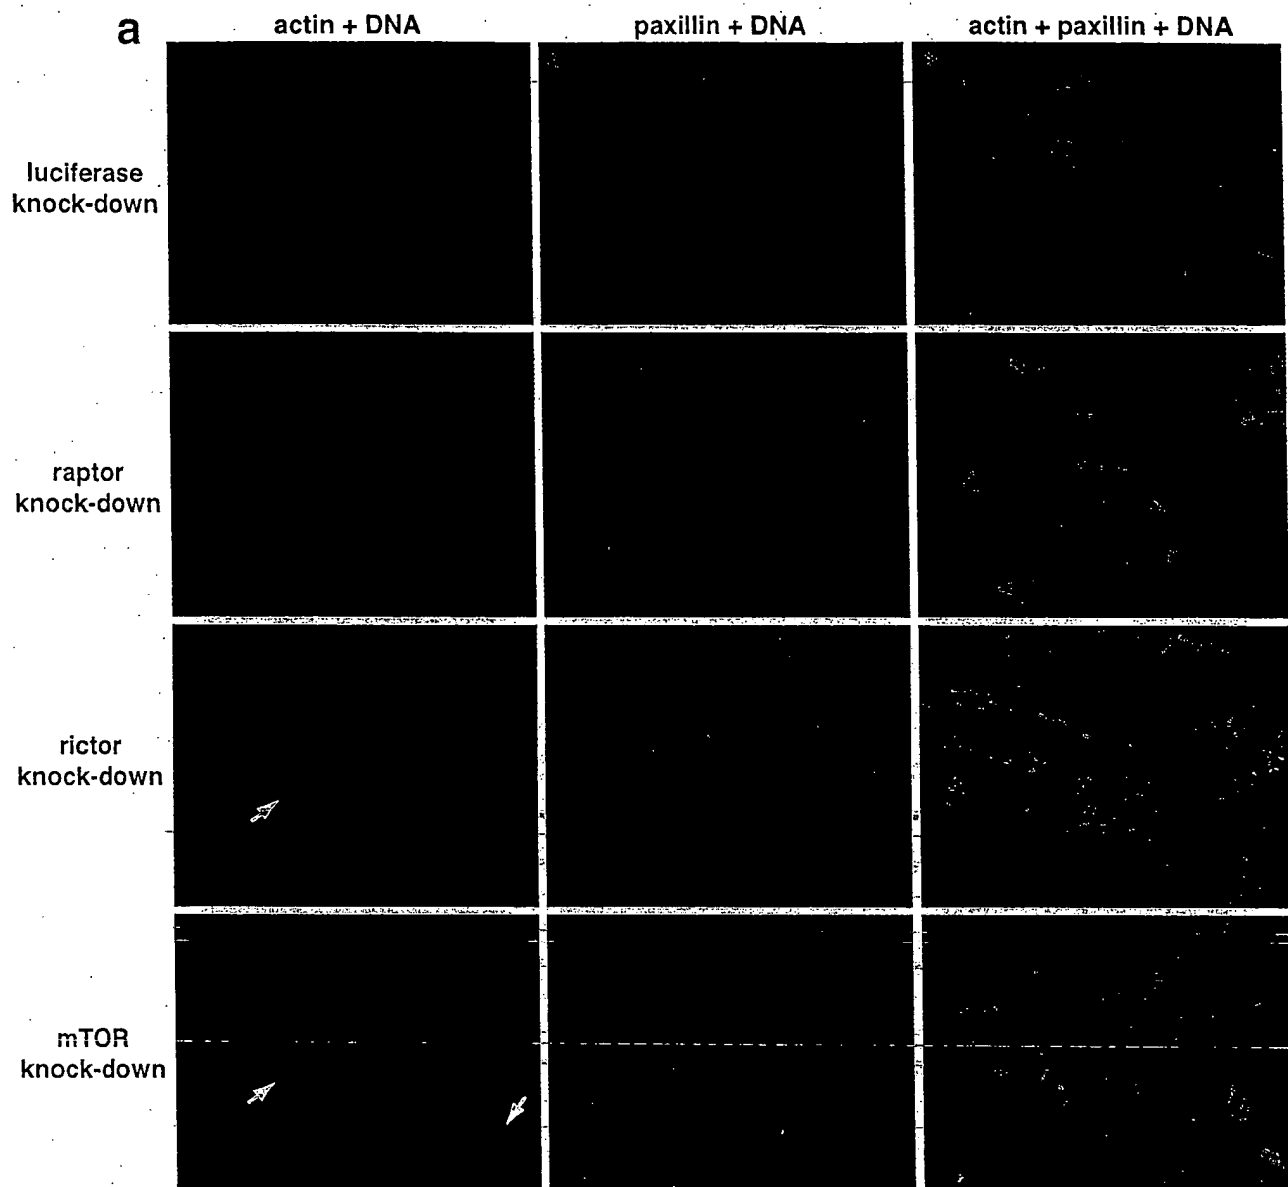 a
actin + DNA
paxillin + DNA
actin + paxillin + DNA
luciferase
knock-down
raptor
knock-down
rictor
knock-down
mTOR
knock-down